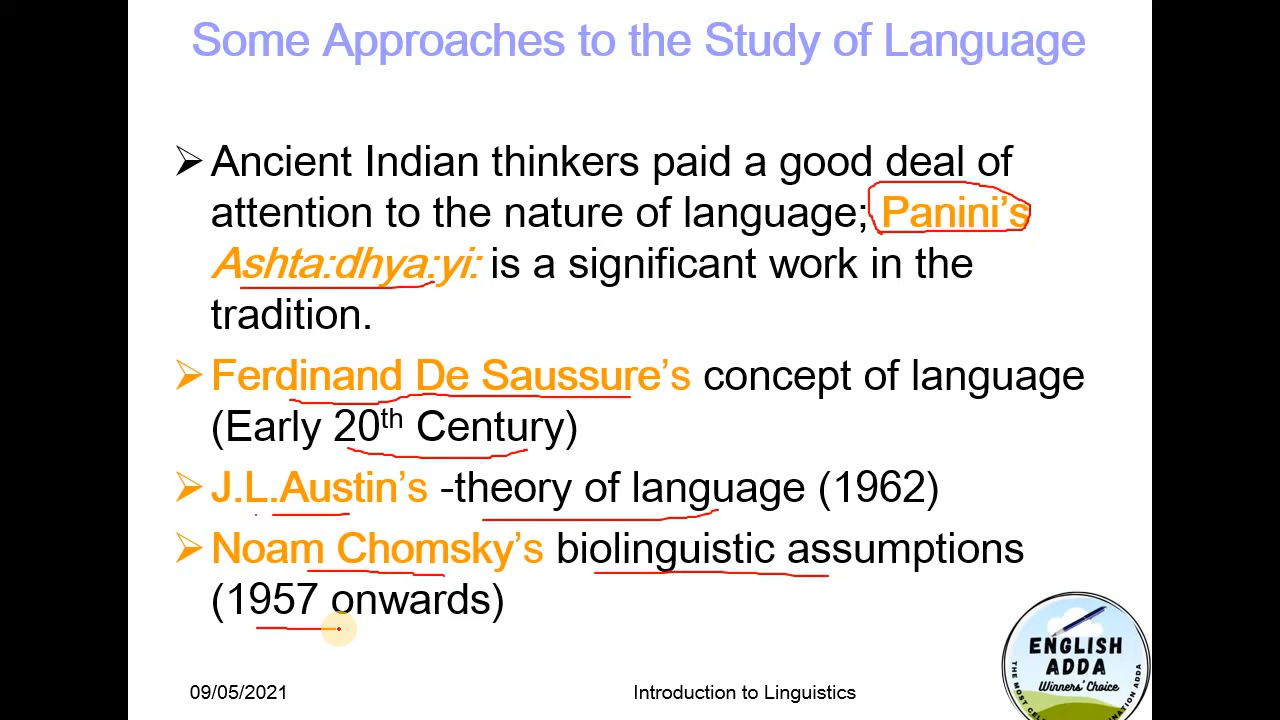 Some Approaches to the Study of Language
➢ Ancient Indian thinkers paid a good deal of
attention to the nature of language; Panini's
Ashta:dhya:yi: is a significant work in the
tradition.
➢ Ferdinand De Saussure's concept of language
(Early 20th Century)
➢ J.L.Austin's -theory of language (1962)
➢ Noam Chomsky's biolinguistic assumptions
(1957 onwards)
09/05/2021
Introduction to Linguistics
ENGLISH
ADDA
Winners' Choice